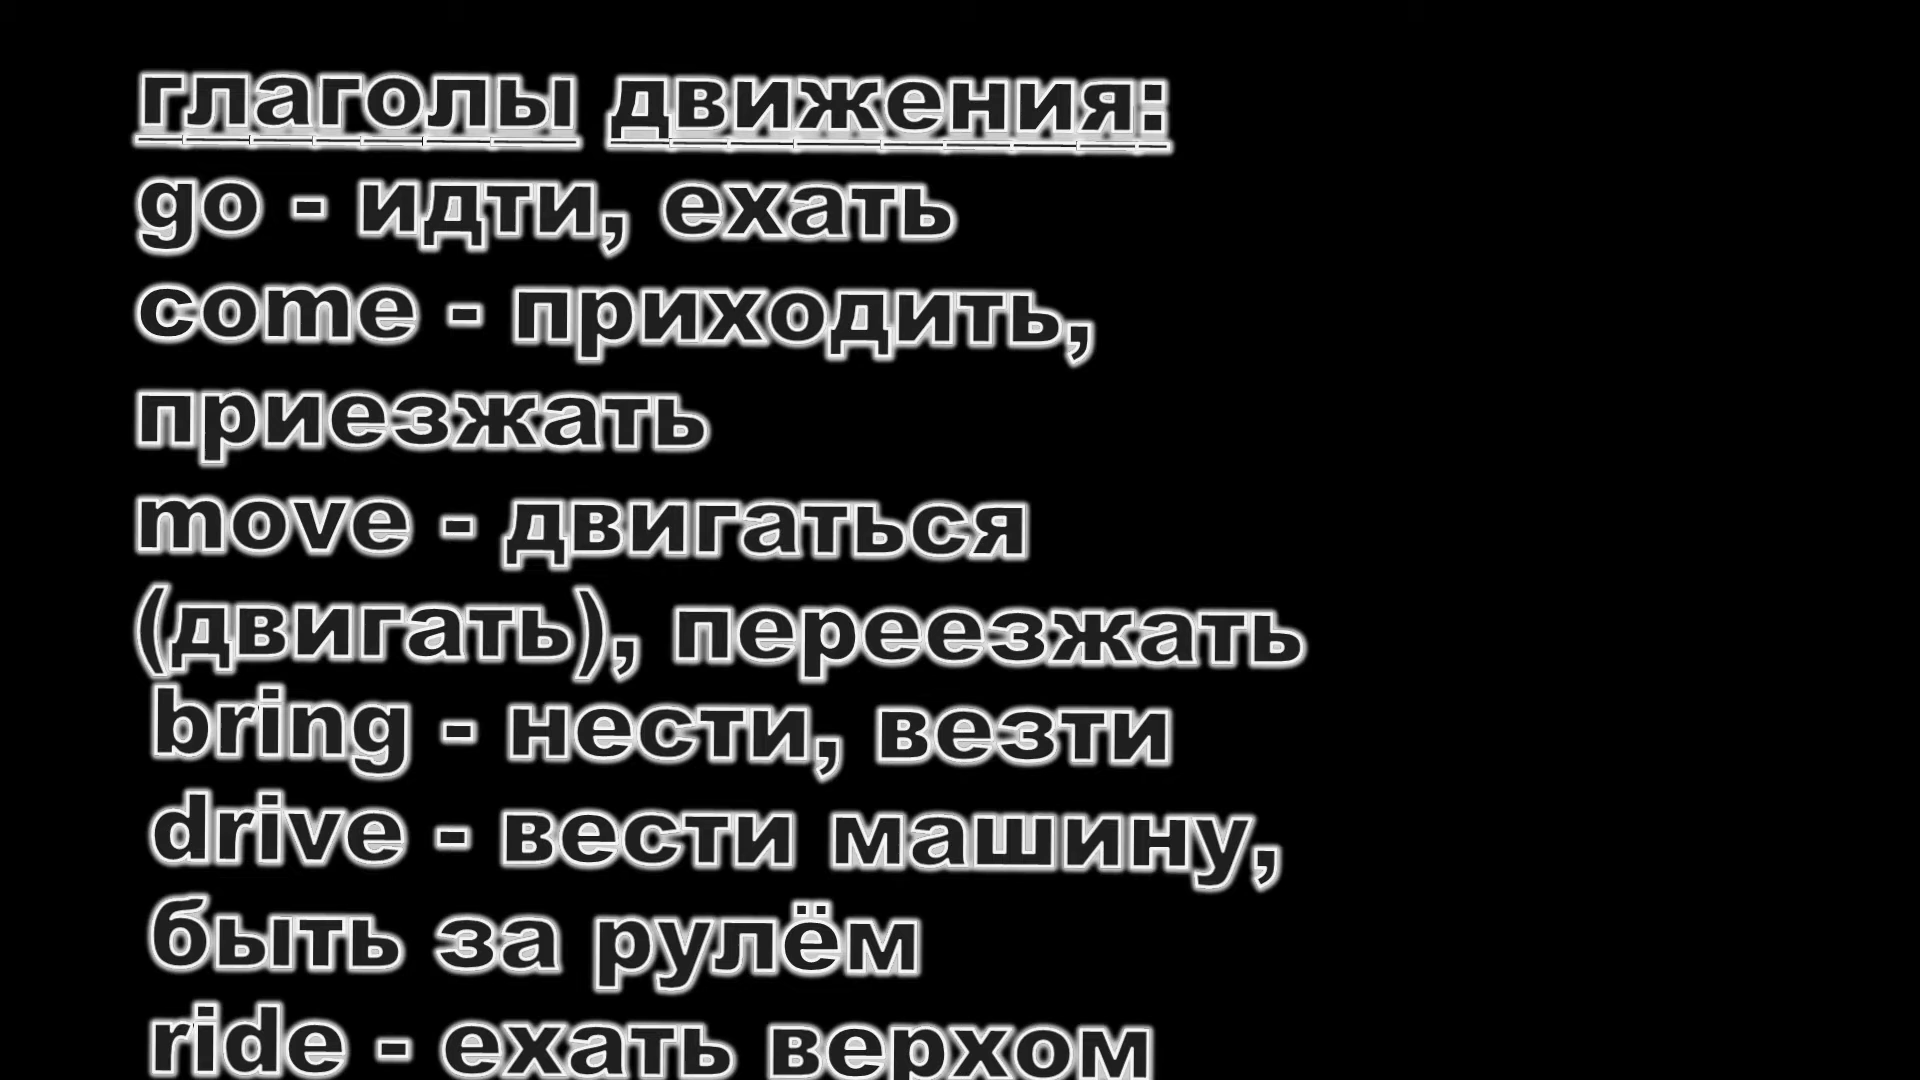 глаголы движения:
go - идти, ехать
come - приходить,
приезжать
move - двигаться
(двигать), переезжать
bring - нести, везти
drive - вести машину,
быть за рулём
ride - ехать верхом